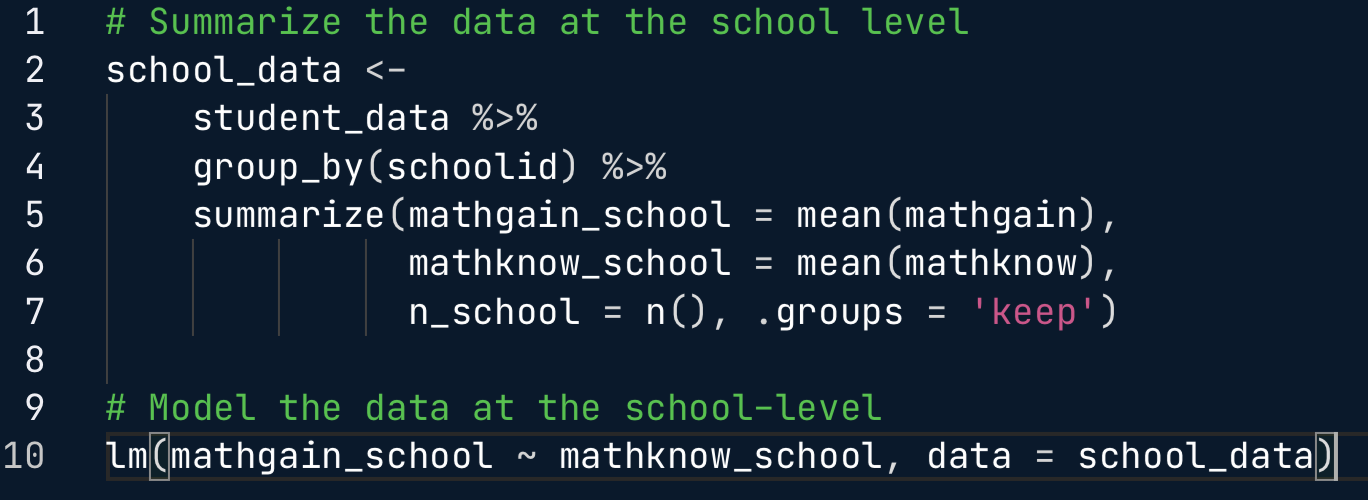 1 # Summarize the data at the school level
2 school_data <-
3     student_data %>%
4     group_by(schoolid) %>%
5     summarize(mathgain_school = mean(mathgain),
6               mathknow_school = mean(mathknow),
7               n_school = n(), .groups = 'keep')
8
9 # Model the data at the school-level
10 lm(mathgain_school ~ mathknow_school, data = school_data)